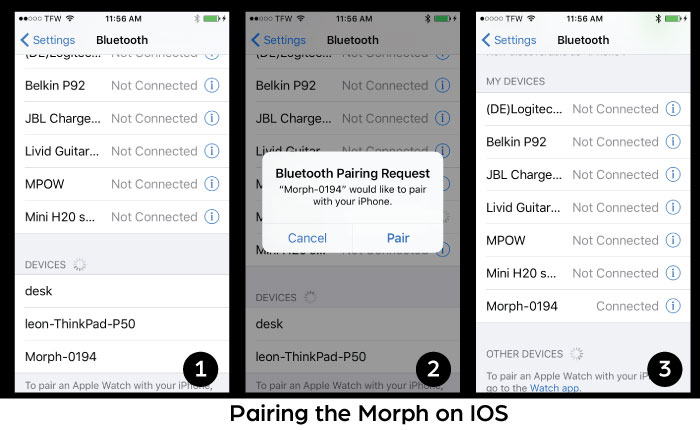 TFW 11:56 AM
Settings Bluetooth
(DE)Logitec... Not Connected
Belkin P92 Not Connected
JBL Charge... Not Connected
Livid Guitar... Not Connected
MPOW Not Connected
Mini H20 s... Not Connected
DEVICES
desk
leon-ThinkPad-P50
Morph-0194
To pair an Apple Watch with your iPhone,
1
TFW 11:56 AM
Settings Bluetooth
(DE)Logitec... Not Connected
Belkin P92 Not Connected
JBL Charge... Not Connected
Livid Guitar
Bluetooth Pairing Request
“Morph-0194” would like to pair
with your iPhone.
Cancel Pair
Mini H20 s...
DEVICES
desk
leon-ThinkPad-P50
To pair an Apple Watch with your iPhone,
2
TFW 11:56 AM
Settings Bluetooth
MY DEVICES
(DE)Logitec... Not Connected
Belkin P92 Not Connected
JBL Charge... Not Connected
Livid Guitar... Not Connected
MPOW Not Connected
Mini H20 s... Not Connected
Morph-0194 Connected
OTHER DEVICES
To pair an Apple Watch with your
go to the Watch app.
3
Pairing the Morph on IOS